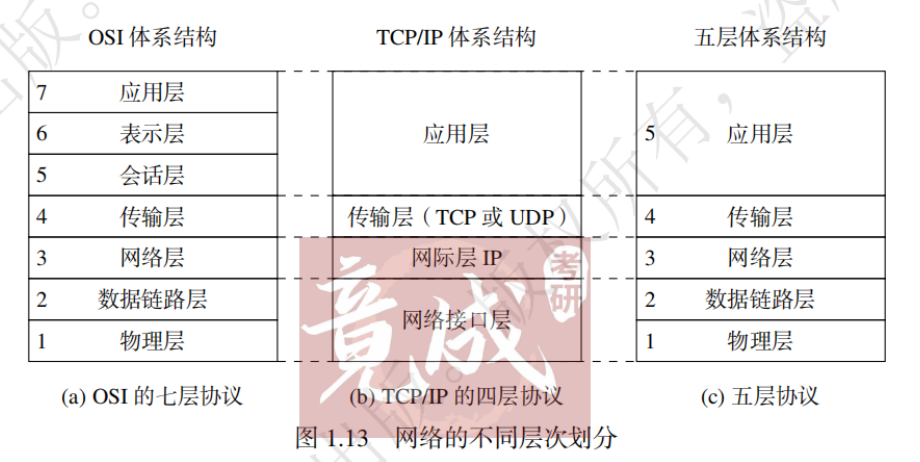 OSI 体系结构
TCP/IP 体系结构
五层体系结构
7 应用层
6 表示层
5 会话层
4 传输层
3 网络层
2 数据链路层
1 物理层
应用层
传输层（TCP 或 UDP）
网际层 IP
网络接口层
5 应用层
4 传输层
3 网络层
2 数据链路层
1 物理层
(a) OSI 的七层协议
(b) TCP/IP 的四层协议
(c) 五层协议
图 1.13 网络的不同层次划分
竟成
考研
出版。
版权所有，